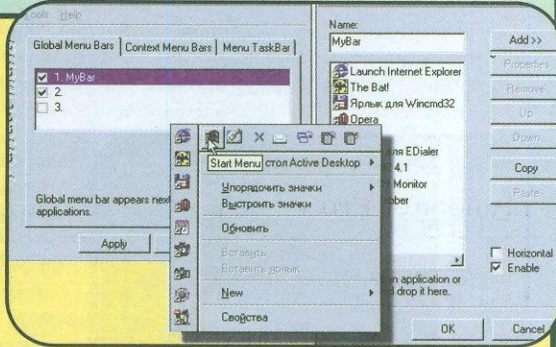 Tools Help
Global Menu Bars
Context Menu Bars
Menu TaskBar
1. MyBar
2.
3.
Global menu bar appears next
applications.
Apply
Start Menu
стол Active Desktop
Упорядочить значки
Выстроить значки
Обновить
Вставить
Вставить ярлык
New
Свойства
Name:
MyBar
Launch Internet Explorer
The Bat!
Ярлык для Wincmd32
Opera
для EDialer
4.1
Monitor
application or
drop it here.
Add >>
Properties
Remove
Up
Down
Copy
Paste
Horizontal
Enable
OK
Cancel